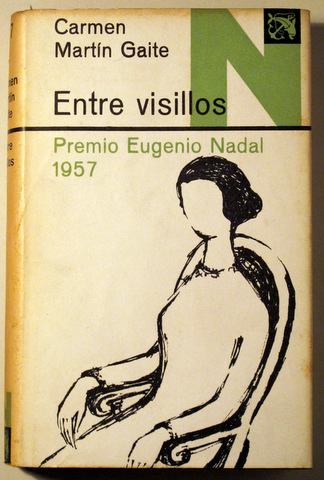 Carmen
Martín Gaite
N
Entre visillos
Premio Eugenio Nadal
1957